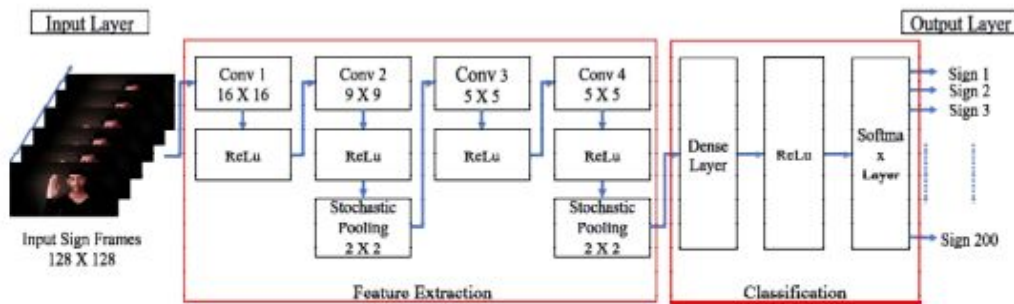 Input Layer
Output Layer
Conv 1
16 X 16
Conv 2
9 X 9
Conv 3
5 X 5
Conv 4
5 X 5
ReLu
ReLu
ReLu
ReLu
Stochastic
Pooling
2 X 2
Stochastic
Pooling
2 X 2
Dense
Layer
ReLu
Softma
x
Layer
Sign 1
Sign 2
Sign 3
Sign 200
Input Sign Frames
128 X 128
Feature Extraction
Classification